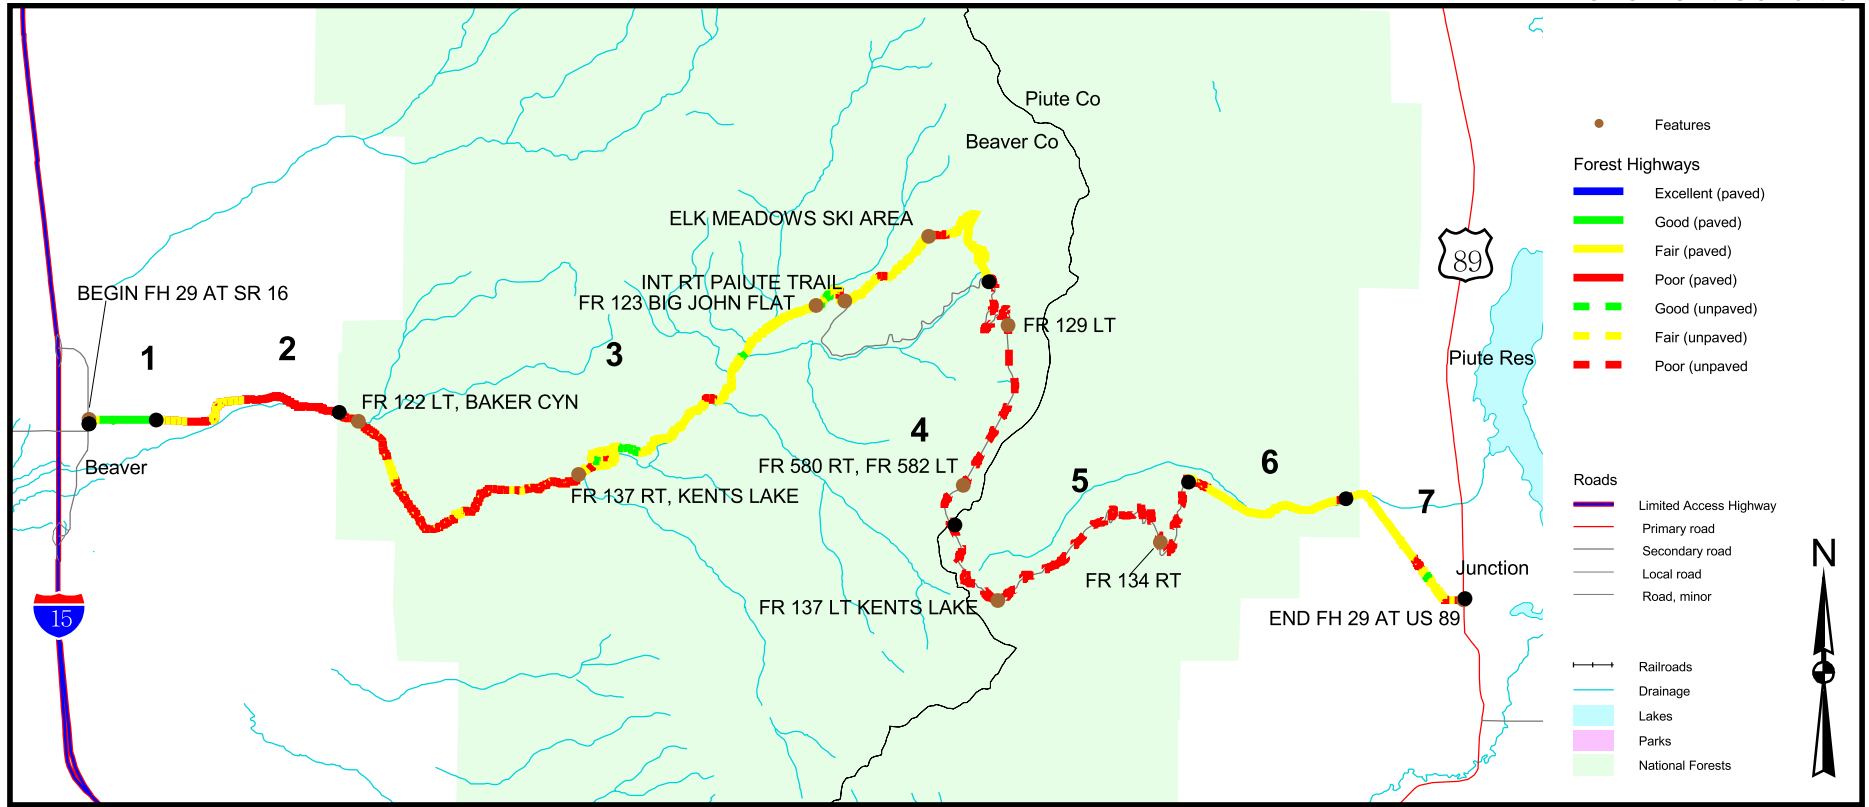 Piute Co
Beaver Co
ELK MEADOWS SKI AREA
INT RT PAIUTE TRAIL
FR 123 BIG JOHN FLAT
BEGIN FH 29 AT SR 16
FR 129 LT
1
2
3
FR 122 LT, BAKER CYN
4
Beaver
FR 580 RT, FR 582 LT
FR 137 RT, KENTS LAKE
5
6
7
89
Piute Res
Junction
FR 134 RT
FR 137 LT KENTS LAKE
END FH 29 AT US 89
15
Features
Forest Highways
Excellent (paved)
Good (paved)
Fair (paved)
Poor (paved)
Good (unpaved)
Fair (unpaved)
Poor (unpaved
Roads
Limited Access Highway
Primary road
Secondary road
Local road
Road, minor
Railroads
Drainage
Lakes
Parks
National Forests
N